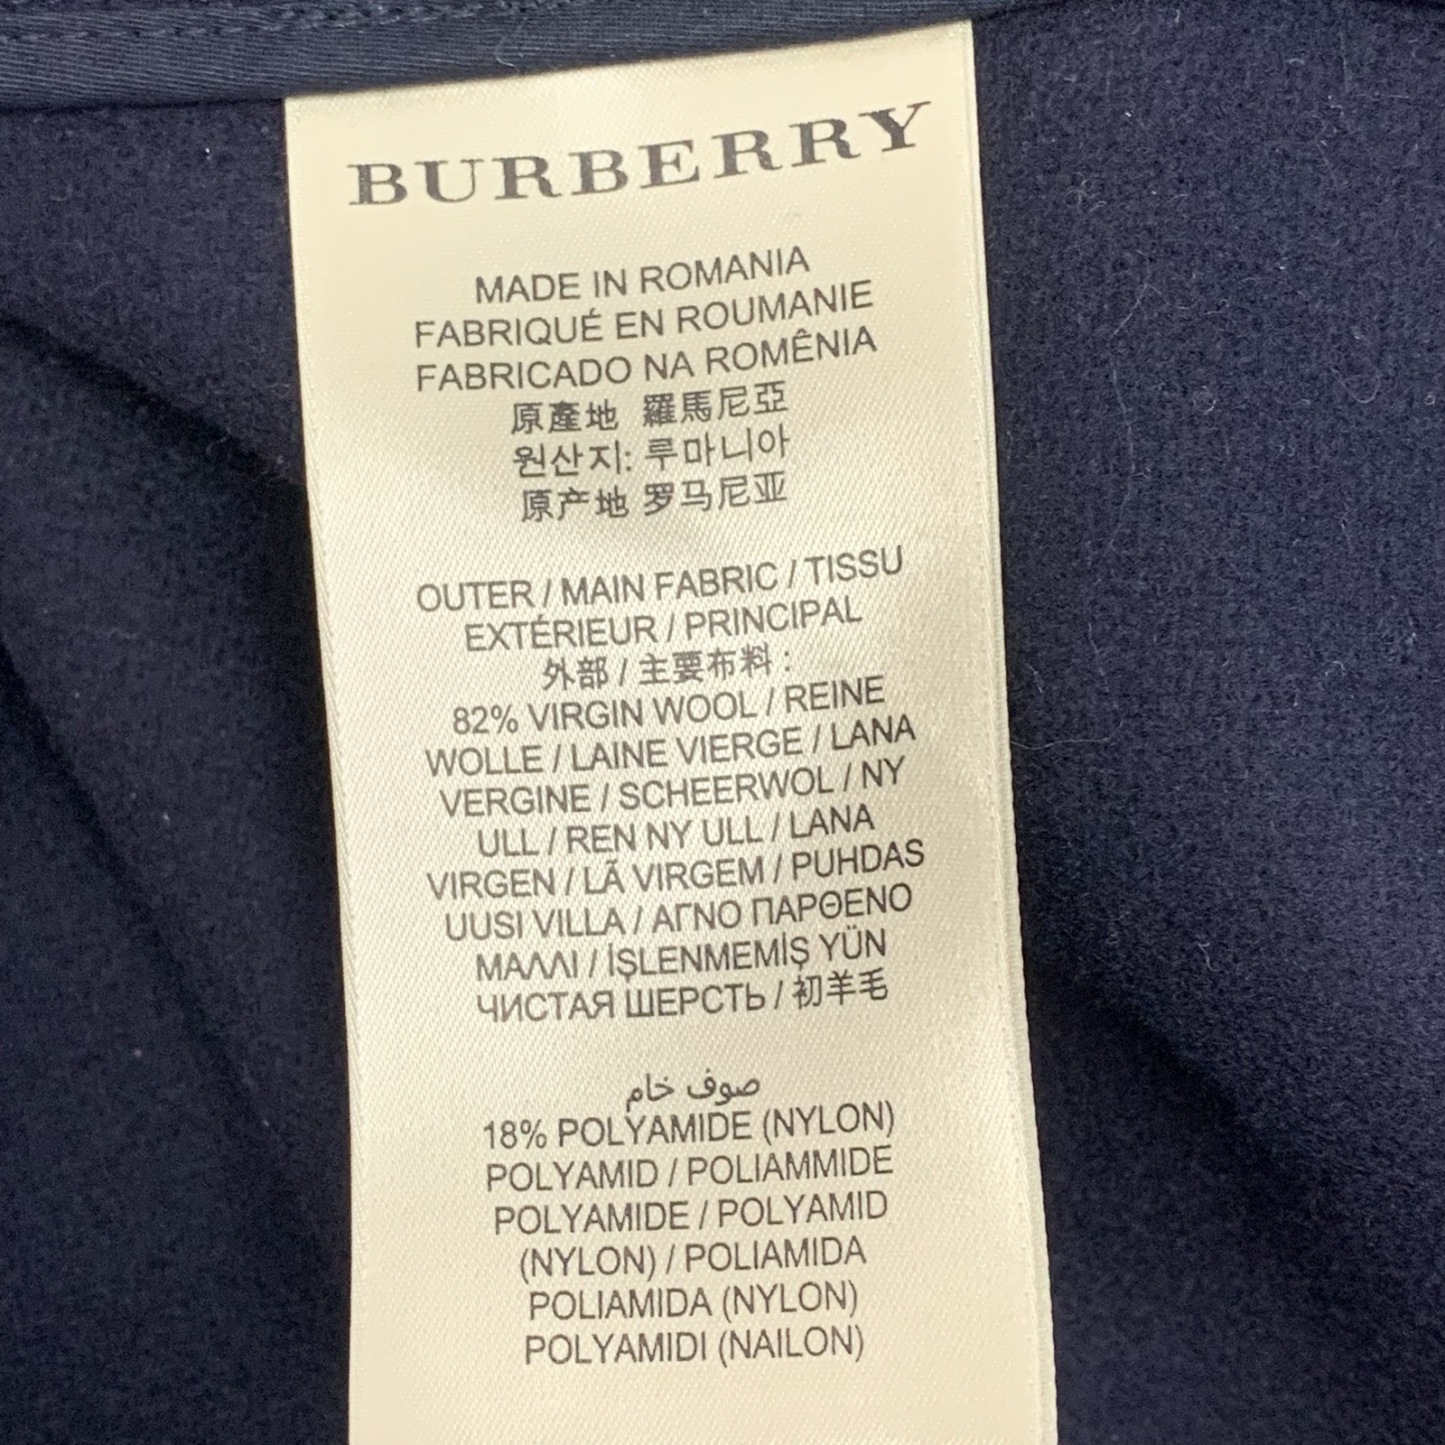 BURBERRY
MADE IN ROMANIA
FABRIQUÉ EN ROUMANIE
FABRICADO NA ROMÊNIA
原產地 羅馬尼亞
원산지: 루마니아
原产地 罗马尼亚
OUTER / MAIN FABRIC / TISSU
EXTÉRIEUR / PRINCIPAL
外部 / 主要布料 :
82% VIRGIN WOOL / REINE
WOLLE / LAINE VIERGE / LANA
VERGINE / SCHEERWOL / NY
ULL / REN NY ULL / LANA
VIRGEN / LÃ VIRGEM / PUHDAS
UUSI VILLA / ΑΓΝΟ ΠΑΡΘΕΝΟ
ΜΑΛΛΙ / İŞLENMEMİŞ YÜN
ЧИСТАЯ ШЕРСТЬ / 初羊毛
صوف خام
18% POLYAMIDE (NYLON)
POLYAMID / POLIAMMIDE
POLYAMIDE / POLYAMID
(NYLON) / POLIAMIDA
POLIAMIDA (NYLON)
POLYAMIDI (NAILON)